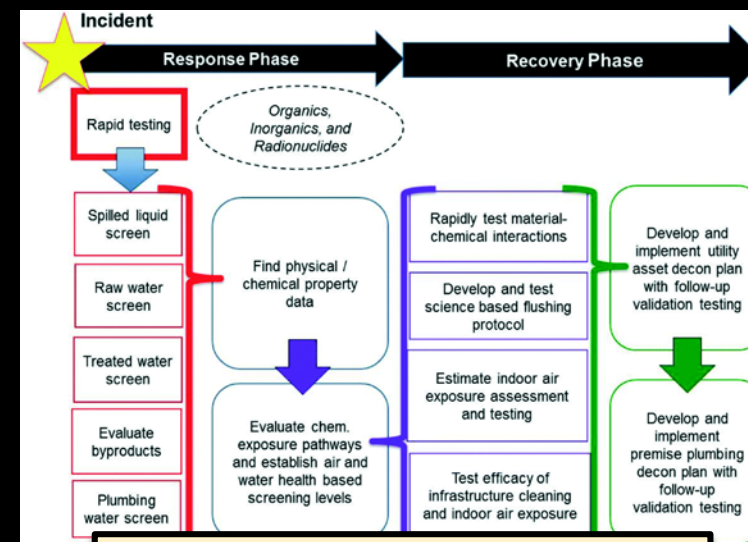 Incident
Response Phase
Recovery Phase
Rapid testing
Organics,
Inorganics, and
Radionuclides
Spilled liquid
screen
Raw water
screen
Treated water
screen
Evaluate
byproducts
Plumbing
water screen
Find physical /
chemical property
data
Evaluate chem.
exposure pathways
and establish air and
water health based
screening levels
Rapidly test material-
chemical interactions
Develop and test
science based flushing
protocol
Estimate indoor air
exposure assessment
and testing
Test efficacy of
infrastructure cleaning
and indoor air exposure
Develop and
implement utility
asset decon plan
with follow-up
validation testing
Develop and
implement
premise plumbing
decon plan with
follow-up
validation testing